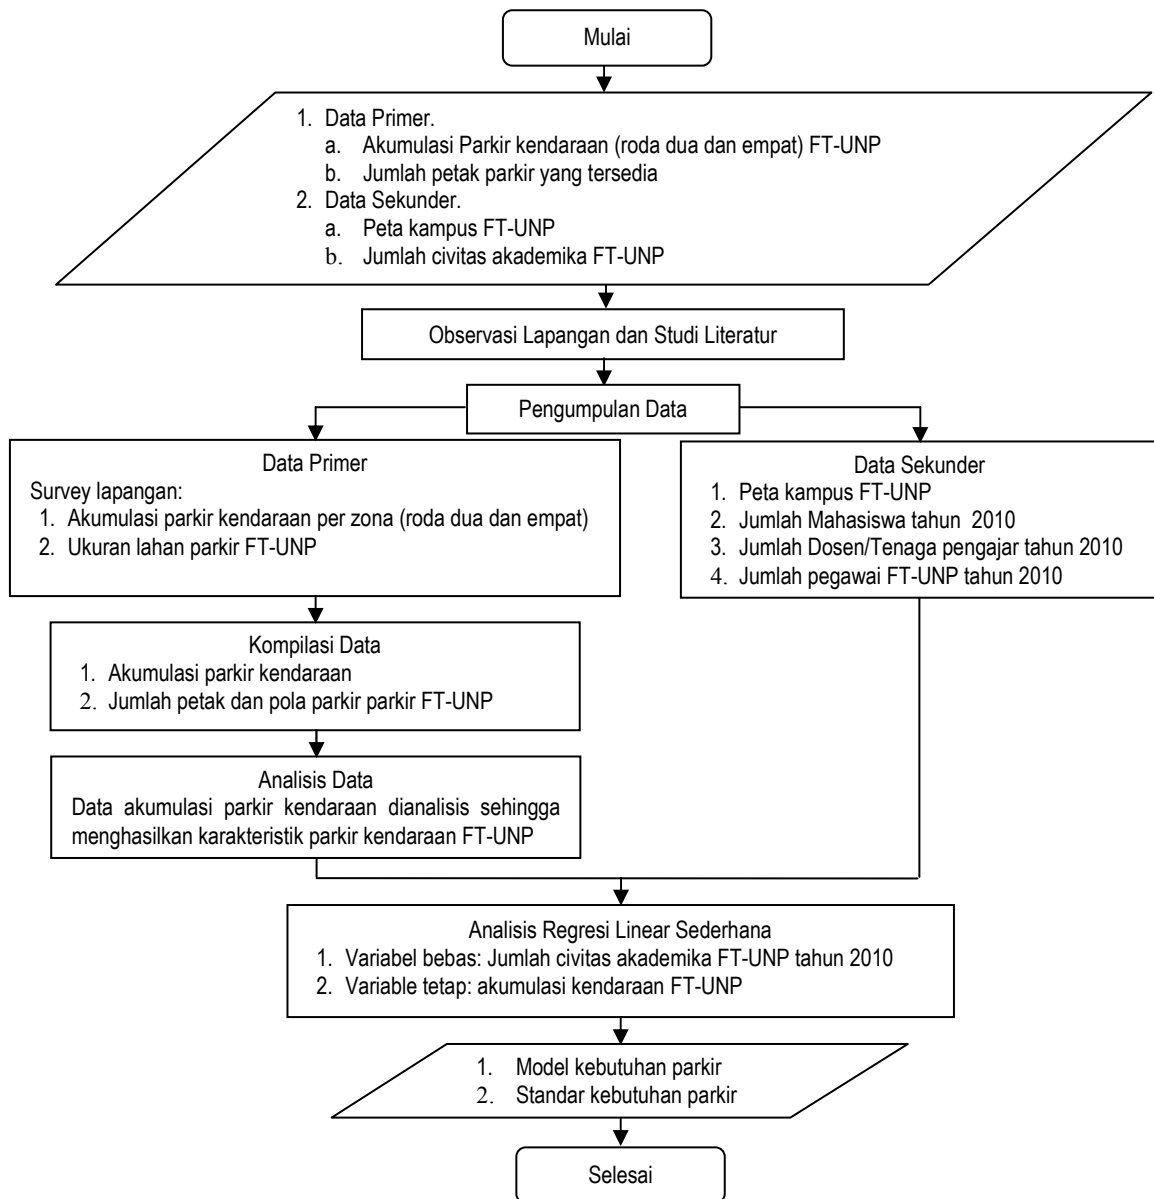 Mulai
1. Data Primer.
a. Akumulasi Parkir kendaraan (roda dua dan empat) FT-UNP
b. Jumlah petak parkir yang tersedia
2. Data Sekunder.
a. Peta kampus FT-UNP
b. Jumlah civitas akademika FT-UNP
Observasi Lapangan dan Studi Literatur
Pengumpulan Data
Data Primer
Survey lapangan:
1. Akumulasi parkir kendaraan per zona (roda dua dan empat)
2. Ukuran lahan parkir FT-UNP
Data Sekunder
1. Peta kampus FT-UNP
2. Jumlah Mahasiswa tahun 2010
3. Jumlah Dosen/Tenaga pengajar tahun 2010
4. Jumlah pegawai FT-UNP tahun 2010
Kompilasi Data
1. Akumulasi parkir kendaraan
2. Jumlah petak dan pola parkir parkir FT-UNP
Analisis Data
Data akumulasi parkir kendaraan dianalisis sehingga
menghasilkan karakteristik parkir kendaraan FT-UNP
Analisis Regresi Linear Sederhana
1. Variabel bebas: Jumlah civitas akademika FT-UNP tahun 2010
2. Variable tetap: akumulasi kendaraan FT-UNP
1. Model kebutuhan parkir
2. Standar kebutuhan parkir
Selesai